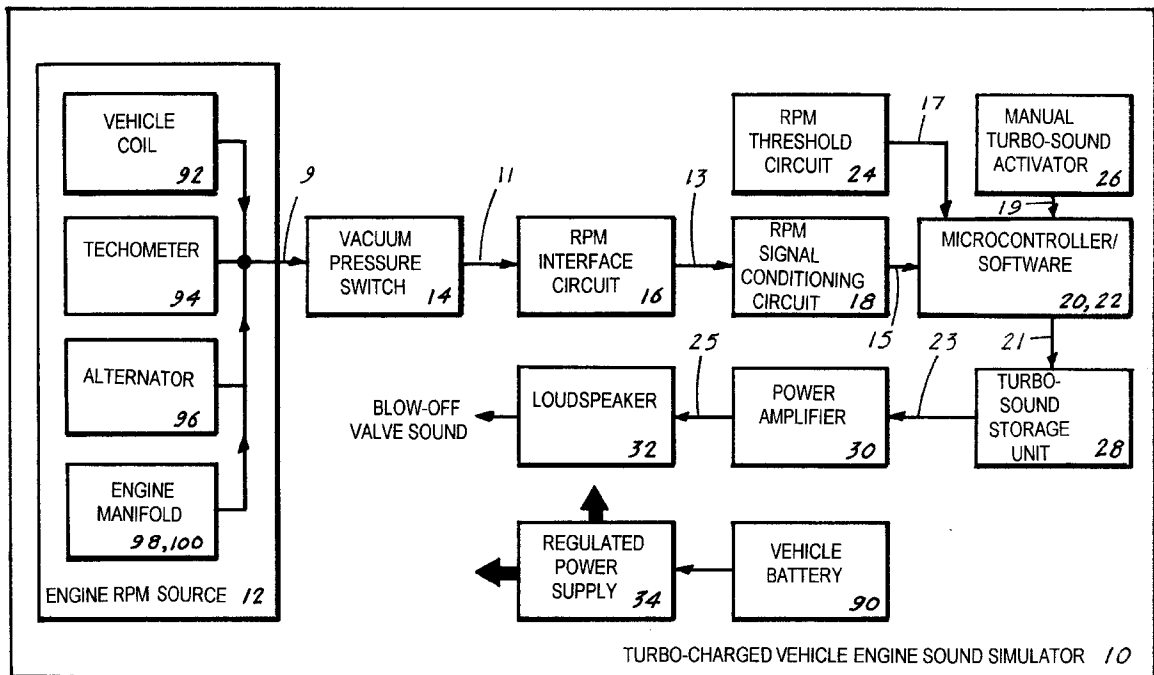 VEHICLE
COIL
92
TECHOMETER
94
ALTERNATOR
96
ENGINE
MANIFOLD
98,100
ENGINE RPM SOURCE 12
9
VACUUM
PRESSURE
SWITCH 14
11
RPM
INTERFACE
CIRCUIT 16
13
RPM
THRESHOLD
CIRCUIT
24
17
MANUAL
TURBO-SOUND
ACTIVATOR
26
19
RPM
SIGNAL
CONDITIONING
CIRCUIT 18
15
MICROCONTROLLER/
SOFTWARE
20,22
21
TURBO-
SOUND
STORAGE
UNIT 28
23
POWER
AMPLIFIER
30
25
LOUDSPEAKER
32
BLOW-OFF
VALVE SOUND
REGULATED
POWER
SUPPLY 34
VEHICLE
BATTERY
90
TURBO-CHARGED VEHICLE ENGINE SOUND SIMULATOR 10